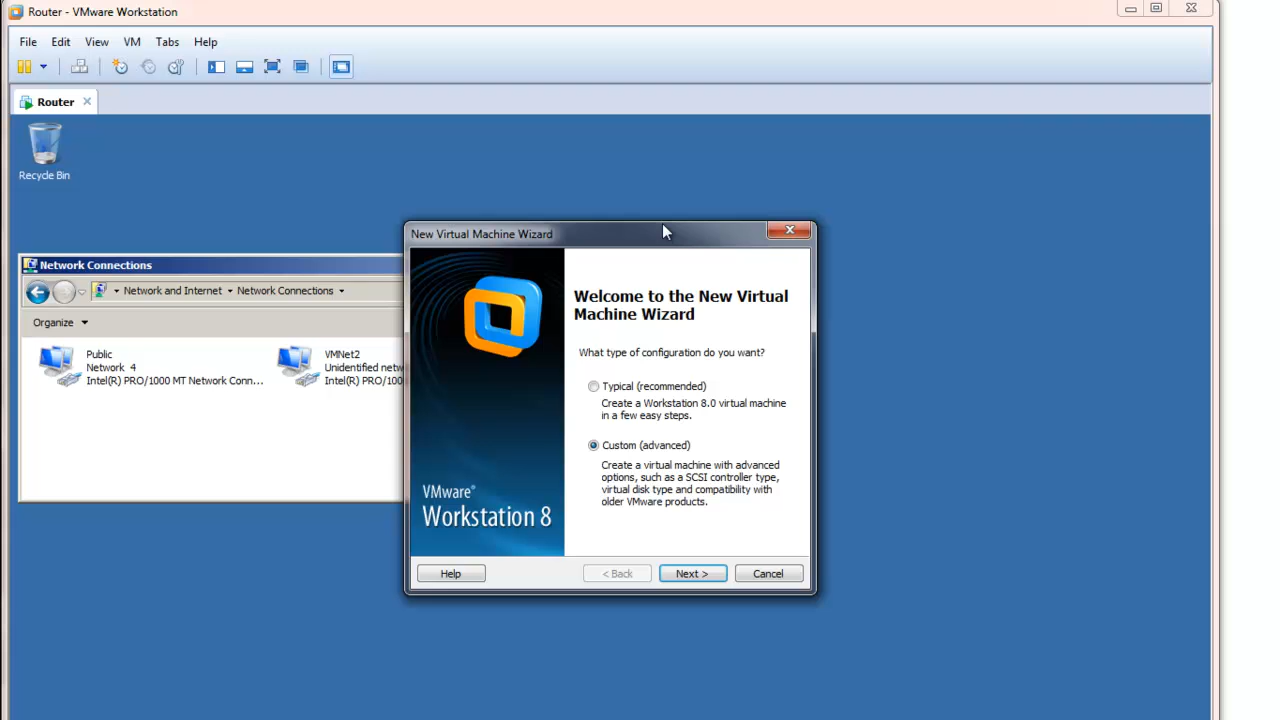 Router - VMware Workstation
File Edit View VM Tabs Help
Router
Recycle Bin
Network Connections
Network and Internet Network Connections
Organize
Public
Network 4
Intel(R) PRO/1000 MT Network Conn...
VMNet2
Unidentified netw
Intel(R) PRO/100
New Virtual Machine Wizard
VMware®
Workstation 8
Welcome to the New Virtual
Machine Wizard
What type of configuration do you want?
Typical (recommended)
Create a Workstation 8.0 virtual machine
in a few easy steps.
Custom (advanced)
Create a virtual machine with advanced
options, such as a SCSI controller type,
virtual disk type and compatibility with
older VMware products.
Help < Back Next > Cancel